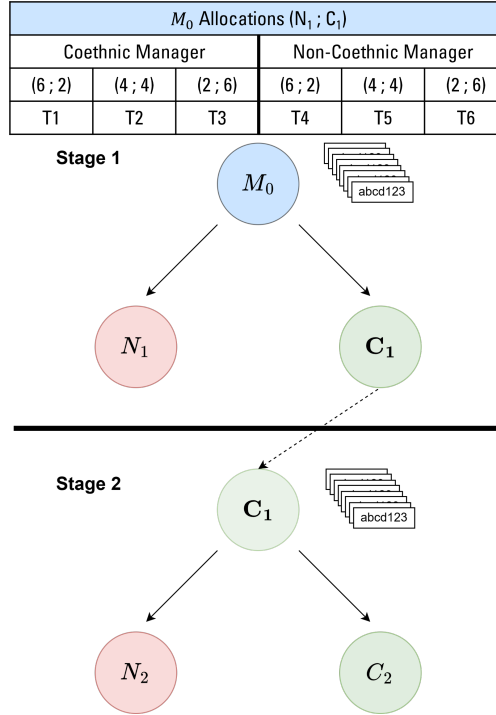 M₀ Allocations (N₁ ; C₁)
Coethnic Manager Non-Coethnic Manager
(6 ; 2) (4 ; 4) (2 ; 6) (6 ; 2) (4 ; 4) (2 ; 6)
T1 T2 T3 T4 T5 T6
Stage 1
M₀
abcd123
N₁ C₁
Stage 2
C₁
abcd123
N₂ C₂